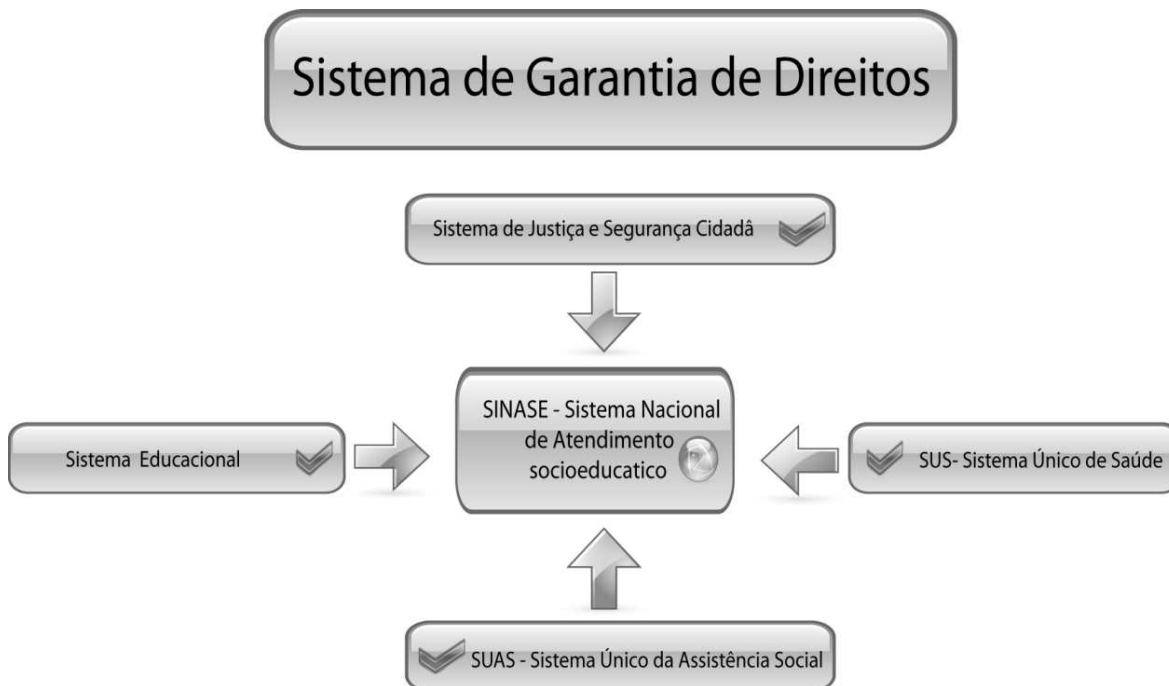 Sistema de Garantia de Direitos
Sistema de Justiça e Segurança Cidadâ
SINASE - Sistema Nacional
de Atendimento
socioeducatico
Sistema Educacional
SUS- Sistema Único de Saúde
SUAS - Sistema Único da Assistência Social